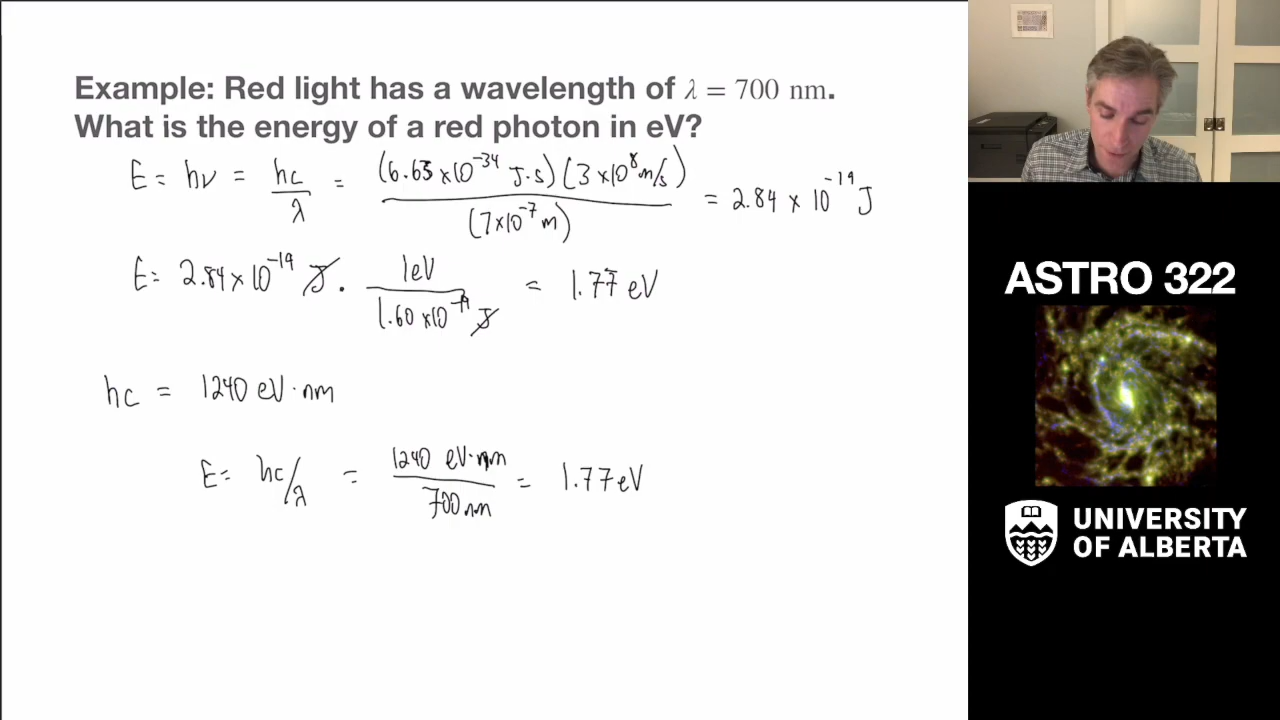 Example: Red light has a wavelength of λ = 700 nm.
What is the energy of a red photon in eV?
E = hν = hc/λ = (6.63 × 10⁻³⁴ J·s)(3 × 10⁸ m/s)/(7 × 10⁻⁷ m) = 2.84 × 10⁻¹⁹ J
E = 2.84 × 10⁻¹⁹ J · 1eV/1.60 × 10⁻¹⁹ J = 1.77 eV
hc = 1240 eV · nm
E = hc/λ = 1240 eV·nm/700 nm = 1.77 eV
ASTRO 322
UNIVERSITY
OF ALBERTA